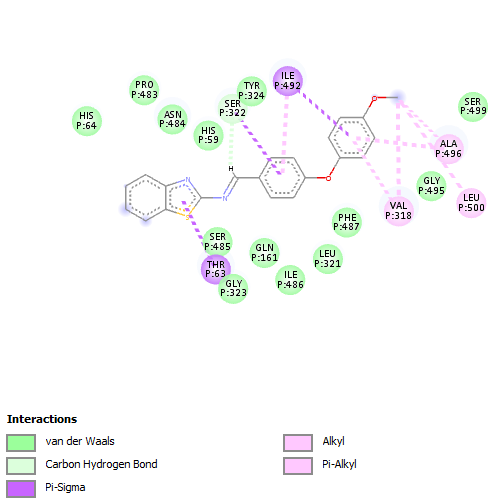 PRO
P:483
TYR
P:324
ILE
P:492
SER
P:322
SER
P:499
HIS
P:64
ASN
P:484
HIS
P:59
ALA
P:496
H
N
N
S
O
O
GLY
P:495
LEU
P:500
VAL
P:318
PHE
P:487
SER
P:485
GLN
P:161
LEU
P:321
THR
P:63
ILE
P:486
GLY
P:323
Interactions
van der Waals
Alkyl
Carbon Hydrogen Bond
Pi-Alkyl
Pi-Sigma